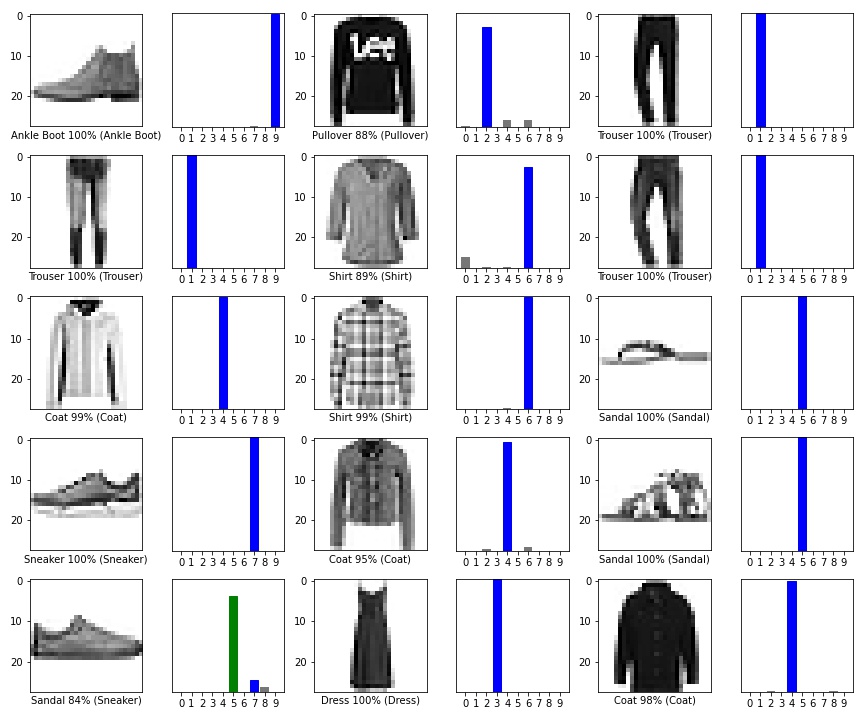 0
10
20
Ankle Boot 100% (Ankle Boot)
0 1 2 3 4 5 6 7 8 9
0
10
20
Lee
Pullover 88% (Pullover)
0 1 2 3 4 5 6 7 8 9
0
10
20
Trouser 100% (Trouser)
0 1 2 3 4 5 6 7 8 9
0
10
20
Trouser 100% (Trouser)
0 1 2 3 4 5 6 7 8 9
0
10
20
Shirt 89% (Shirt)
0 1 2 3 4 5 6 7 8 9
0
10
20
Trouser 100% (Trouser)
0 1 2 3 4 5 6 7 8 9
0
10
20
Coat 99% (Coat)
0 1 2 3 4 5 6 7 8 9
0
10
20
Shirt 99% (Shirt)
0 1 2 3 4 5 6 7 8 9
0
10
20
Sandal 100% (Sandal)
0 1 2 3 4 5 6 7 8 9
0
10
20
Sneaker 100% (Sneaker)
0 1 2 3 4 5 6 7 8 9
0
10
20
Coat 95% (Coat)
0 1 2 3 4 5 6 7 8 9
0
10
20
Sandal 100% (Sandal)
0 1 2 3 4 5 6 7 8 9
0
10
20
Sandal 84% (Sneaker)
0 1 2 3 4 5 6 7 8 9
0
10
20
Dress 100% (Dress)
0 1 2 3 4 5 6 7 8 9
0
10
20
Coat 98% (Coat)
0 1 2 3 4 5 6 7 8 9